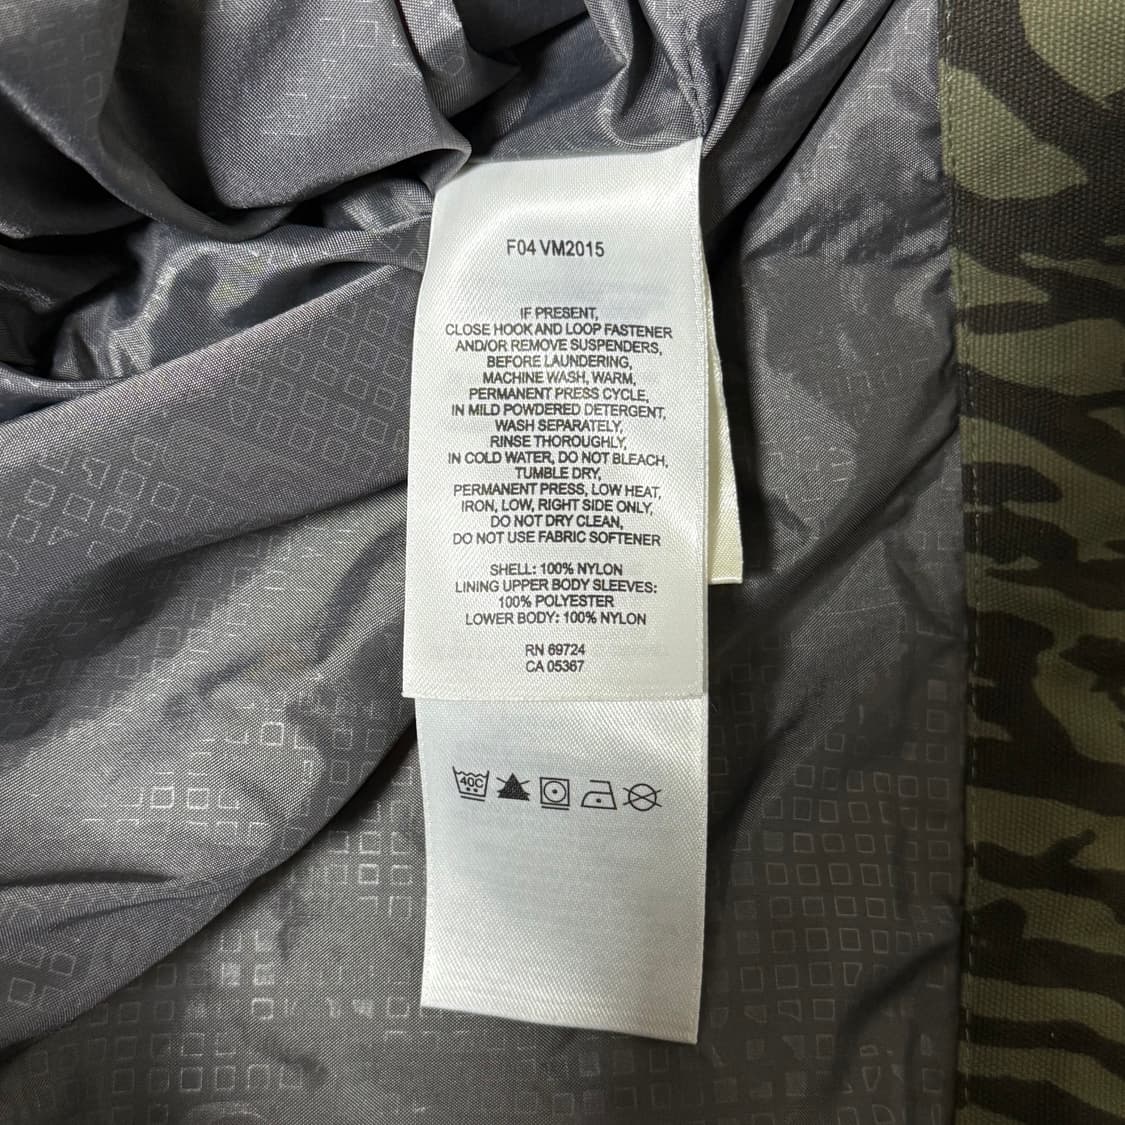 F04 VM2015
IF PRESENT,
CLOSE HOOK AND LOOP FASTENER
AND/OR REMOVE SUSPENDERS,
BEFORE LAUNDERING,
MACHINE WASH, WARM,
PERMANENT PRESS CYCLE,
IN MILD POWDERED DETERGENT,
WASH SEPARATELY,
RINSE THOROUGHLY,
IN COLD WATER, DO NOT BLEACH,
TUMBLE DRY,
PERMANENT PRESS, LOW HEAT,
IRON, LOW, RIGHT SIDE ONLY,
DO NOT DRY CLEAN,
DO NOT USE FABRIC SOFTENER
SHELL: 100% NYLON
LINING UPPER BODY SLEEVES:
100% POLYESTER
LOWER BODY: 100% NYLON
RN 69724
CA 05367
40C